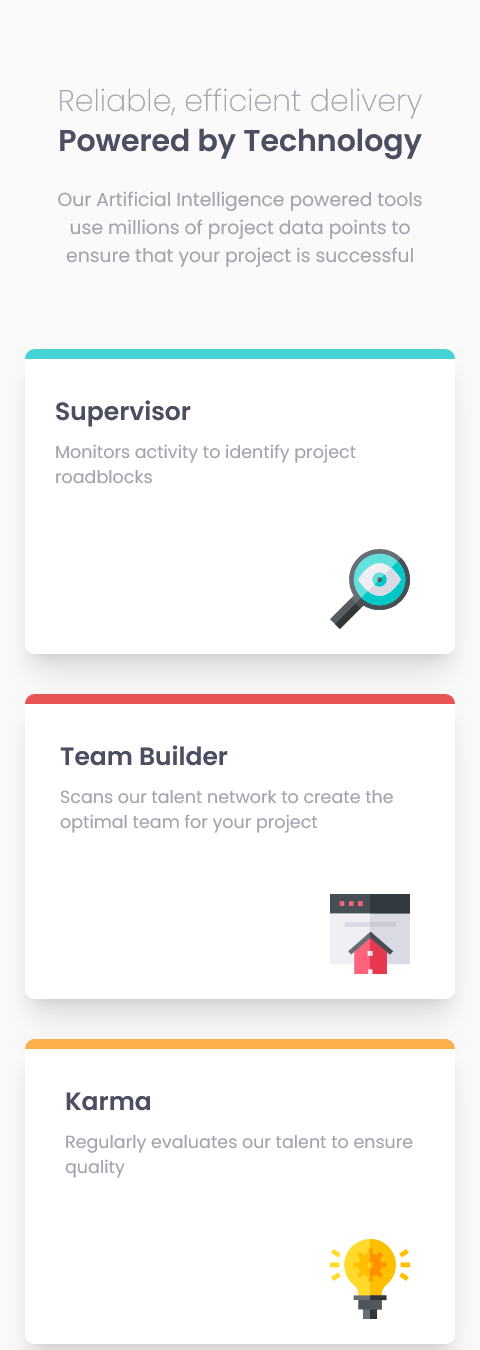 Reliable, efficient delivery
Powered by Technology
Our Artificial Intelligence powered tools
use millions of project data points to
ensure that your project is successful
Supervisor
Monitors activity to identify project
roadblocks
Team Builder
Scans our talent network to create the
optimal team for your project
Karma
Regularly evaluates our talent to ensure
quality